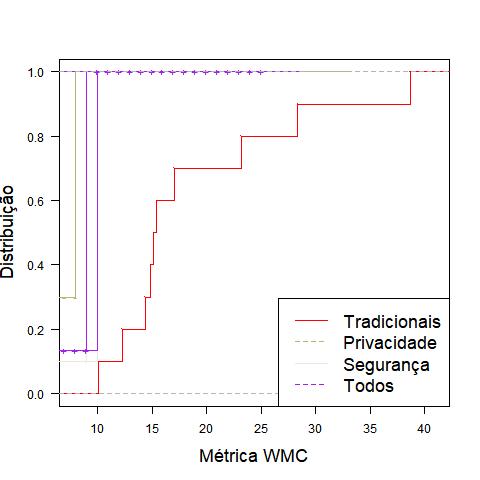 Distribuição
1.0
0.8
0.6
0.4
0.2
0.0
10 15 20 25 30 35 40
Métrica WMC
Tradicionais
Privacidade
Segurança
Todos